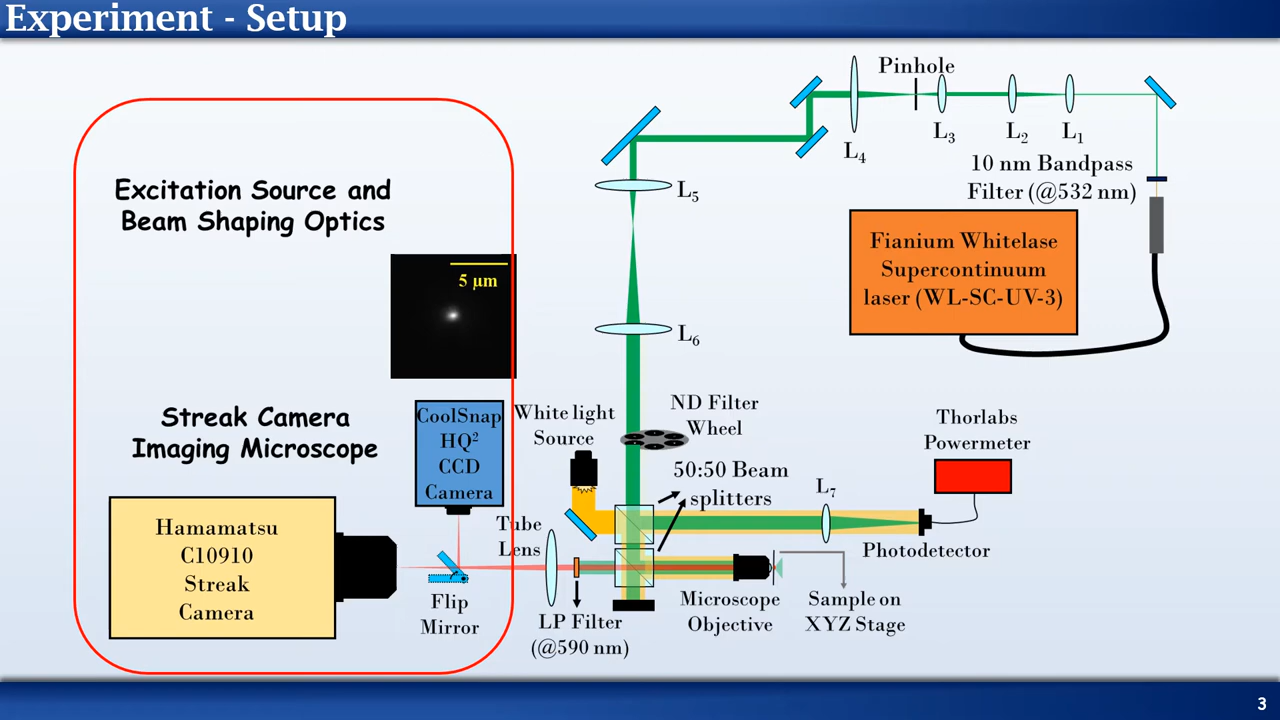 Experiment - Setup
Pinhole
L4
L3
L2
L1
10 nm Bandpass
Filter (@532 nm)
Excitation Source and
Beam Shaping Optics
L5
Fianium Whitelase
Supercontinuum
laser (WL-SC-UV-3)
5 μm
L6
Streak Camera
Imaging Microscope
CoolSnap
HQ²
CCD
Camera
White light
Source
ND Filter
Wheel
Thorlabs
Powermeter
50:50 Beam
splitters
L7
Hamamatsu
C10910
Streak
Camera
Tube
Lens
Photodetector
Flip
Mirror
LP Filter
(@590 nm)
Microscope
Objective
Sample on
XYZ Stage
3